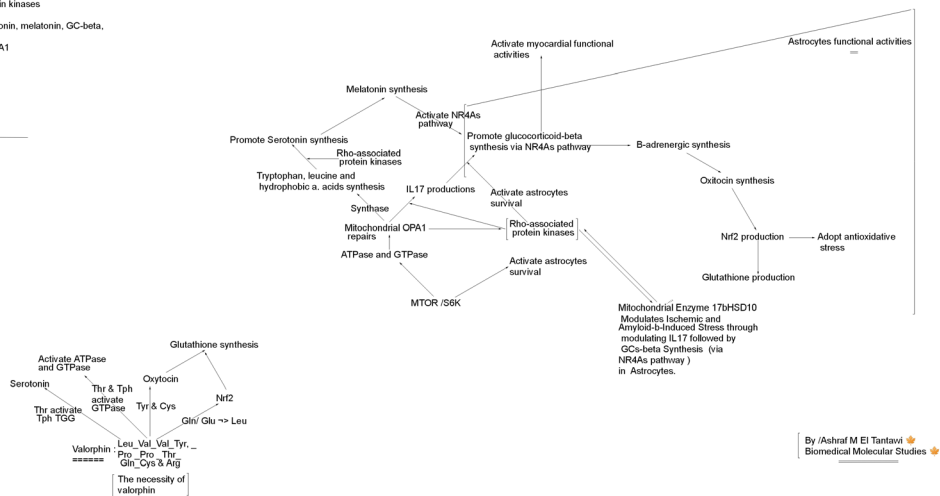 in kinases
onin, melatonin, GC-beta,
A1
Activate myocardial functional
activities
Astrocytes functional activities
Melatonin synthesis
Activate NR4As
pathway
Promote Serotonin synthesis
Promote glucocorticoid-beta
synthesis via NR4As pathway
B-adrenergic synthesis
Rho-associated
protein kinases
Tryptophan, leucine and
hydrophobic a. acids synthesis
IL17 productions
Activate astrocytes
survival
Oxitocin synthesis
Synthase
Mitochondrial OPA1
repairs
Rho-associated
protein kinases
Nrf2 production
Adopt antioxidative
stress
ATPase and GTPase
Activate astrocytes
survival
Glutathione production
MTOR /S6K
Mitochondrial Enzyme 17bHSD10
Modulates Ischemic and
Amyloid-b-Induced Stress through
modulating IL17 followed by
GCs-beta Synthesis (via
NR4As pathway )
in Astrocytes.
Glutathione synthesis
Activate ATPase
and GTPase
Serotonin
Oxytocin
Thr & Tph
activate
GTPase
Tyr & Cys
Nrf2
Thr activate
Tph TGG
Gln/ Glu ¬> Leu
Valorphin :
======
Leu_Val_Val_Tyr, _
Pro _Pro _Thr_
Gln_Cys & Arg
The necessity of
valorphin
By /Ashraf M El Tantawi 🍁
Biomedical Molecular Studies 🍁